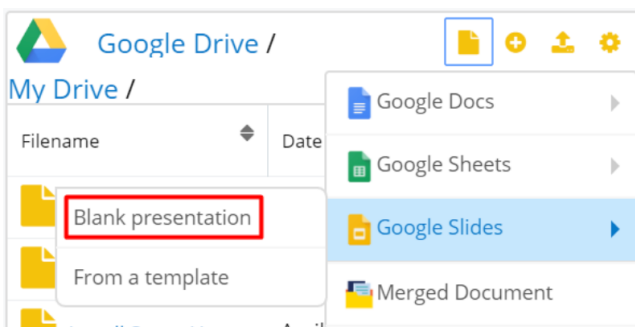 Google Drive /
My Drive /
Filename
Date
Google Docs
Google Sheets
Google Slides
Merged Document
Blank presentation
From a template